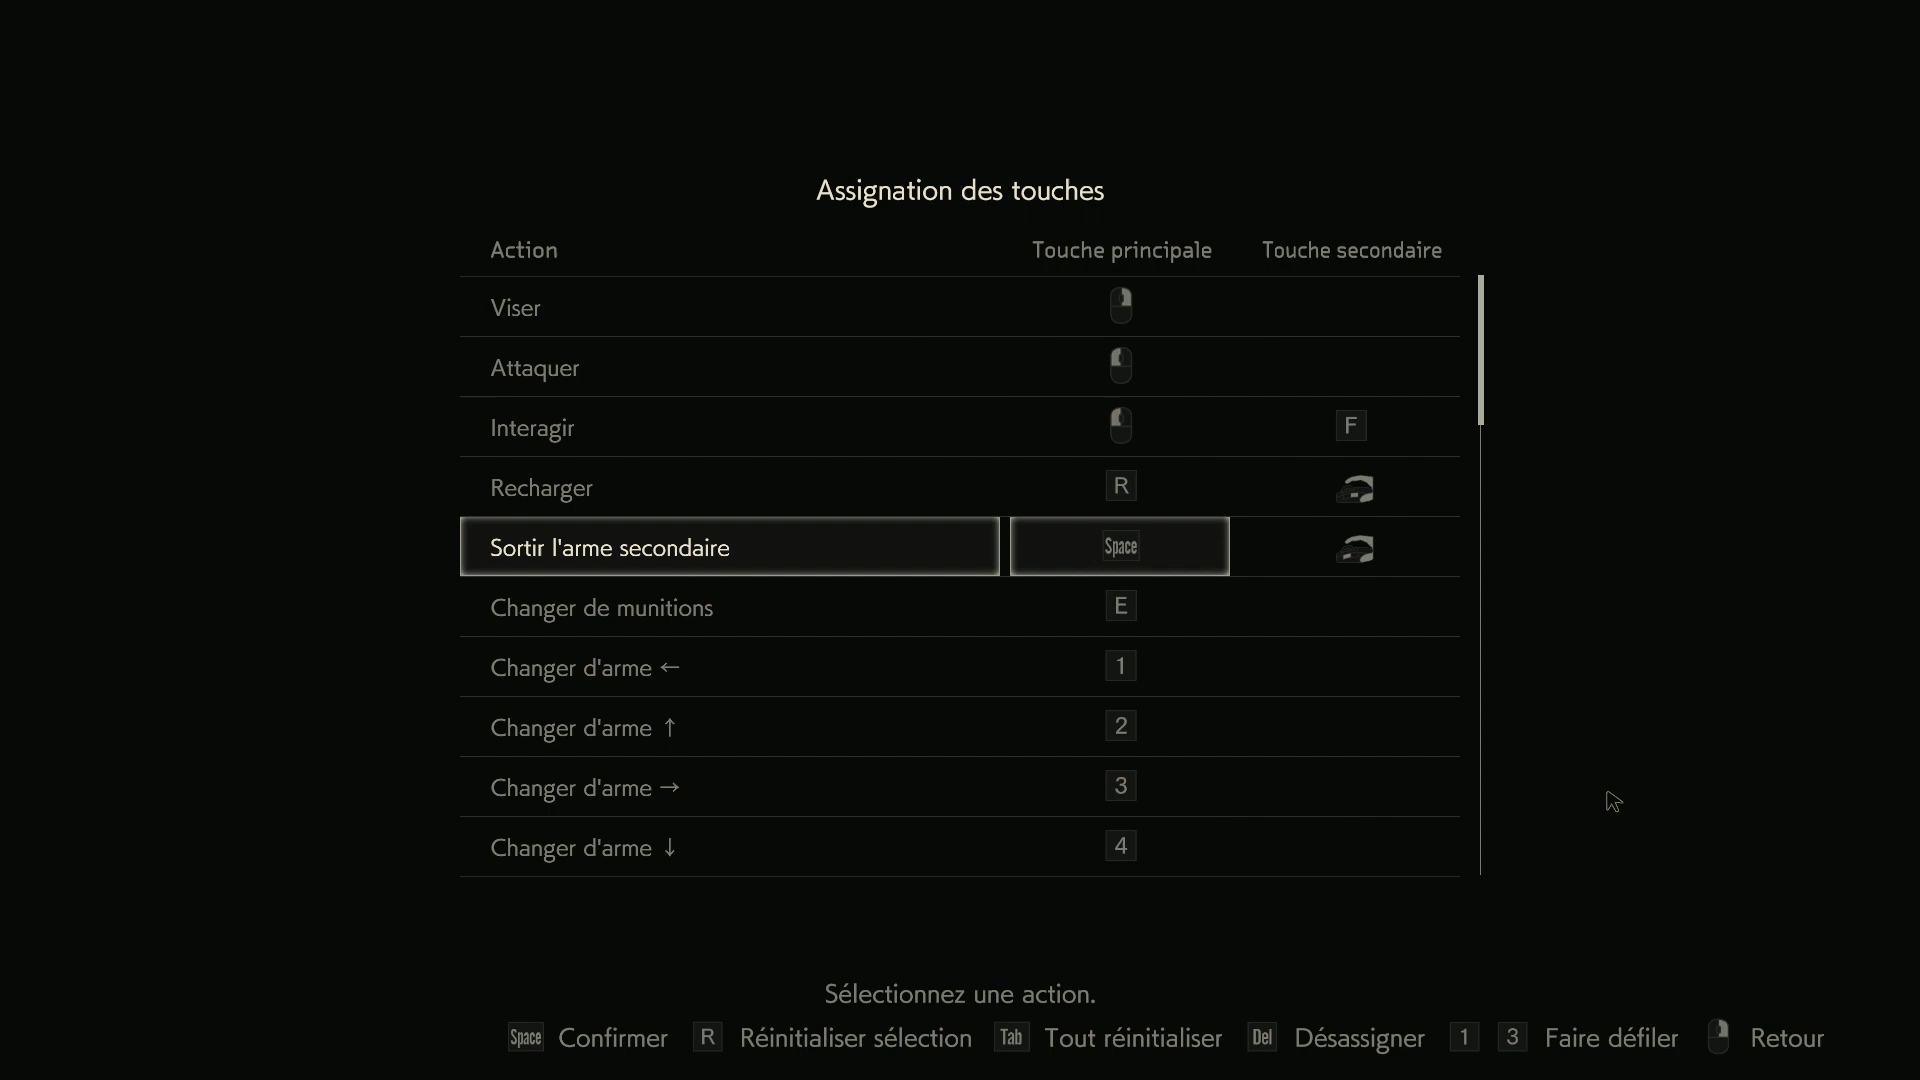 Assignation des touches
Action Touche principale Touche secondaire
Viser
Attaquer
Interagir F
Recharger R
Sortir l'arme secondaire Space
Changer de munitions E
Changer d'arme ← 1
Changer d'arme ↑ 2
Changer d'arme → 3
Changer d'arme ↓ 4
Sélectionnez une action.
Space Confirmer R Réinitialiser sélection Tab Tout réinitialiser Del Désassigner 1 3 Faire défiler Retour